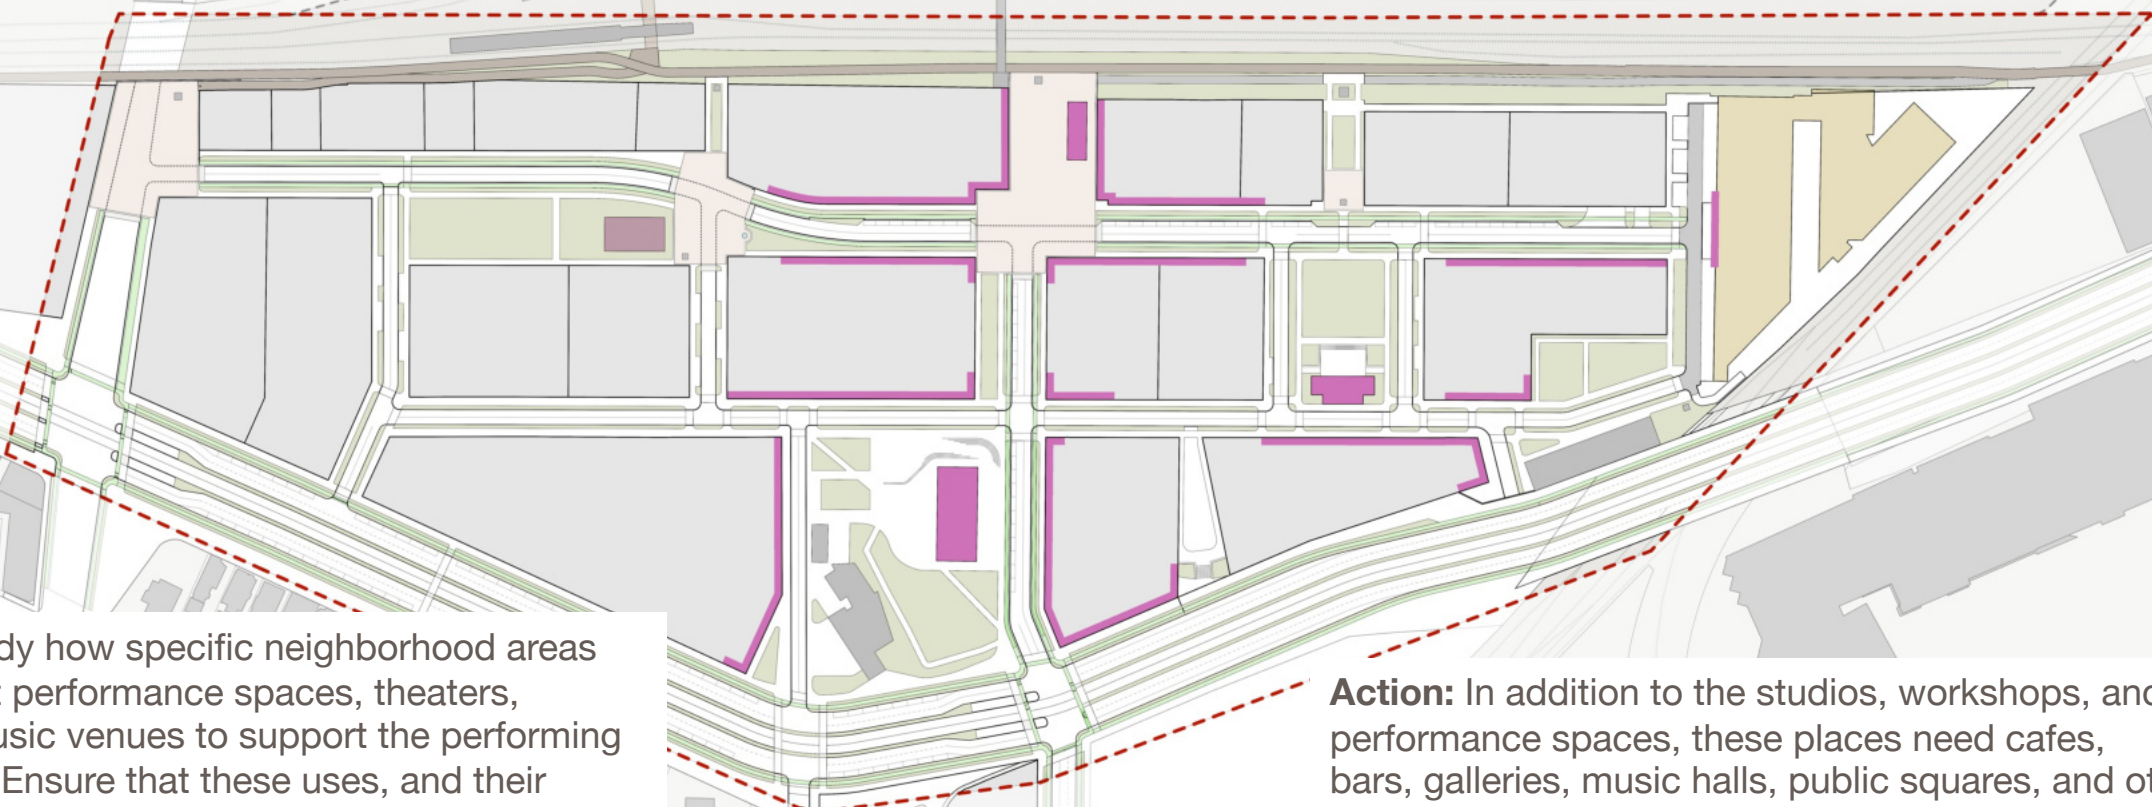 dy how specific neighborhood areas
performance spaces, theaters,
usic venues to support the performing
Ensure that these uses, and their
Action: In addition to the studios, workshops, and
performance spaces, these places need cafes,
bars, galleries, music halls, public squares, and ot